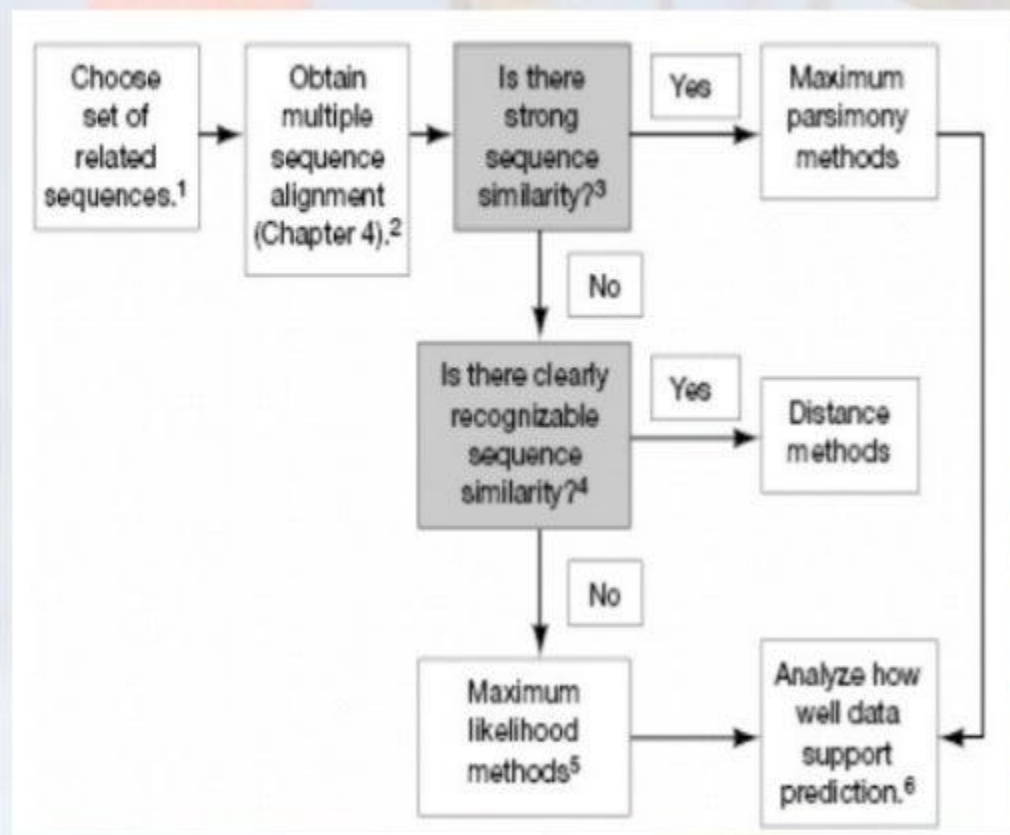 Choose
set of
related
sequences.¹
Obtain
multiple
sequence
alignment
(Chapter 4).²
Is there
strong
sequence
similarity?³
Yes
Maximum
parsimony
methods
No
Is there clearly
recognizable
sequence
similarity?⁴
Yes
Distance
methods
No
Maximum
likelihood
methods⁵
Analyze how
well data
support
prediction.⁶